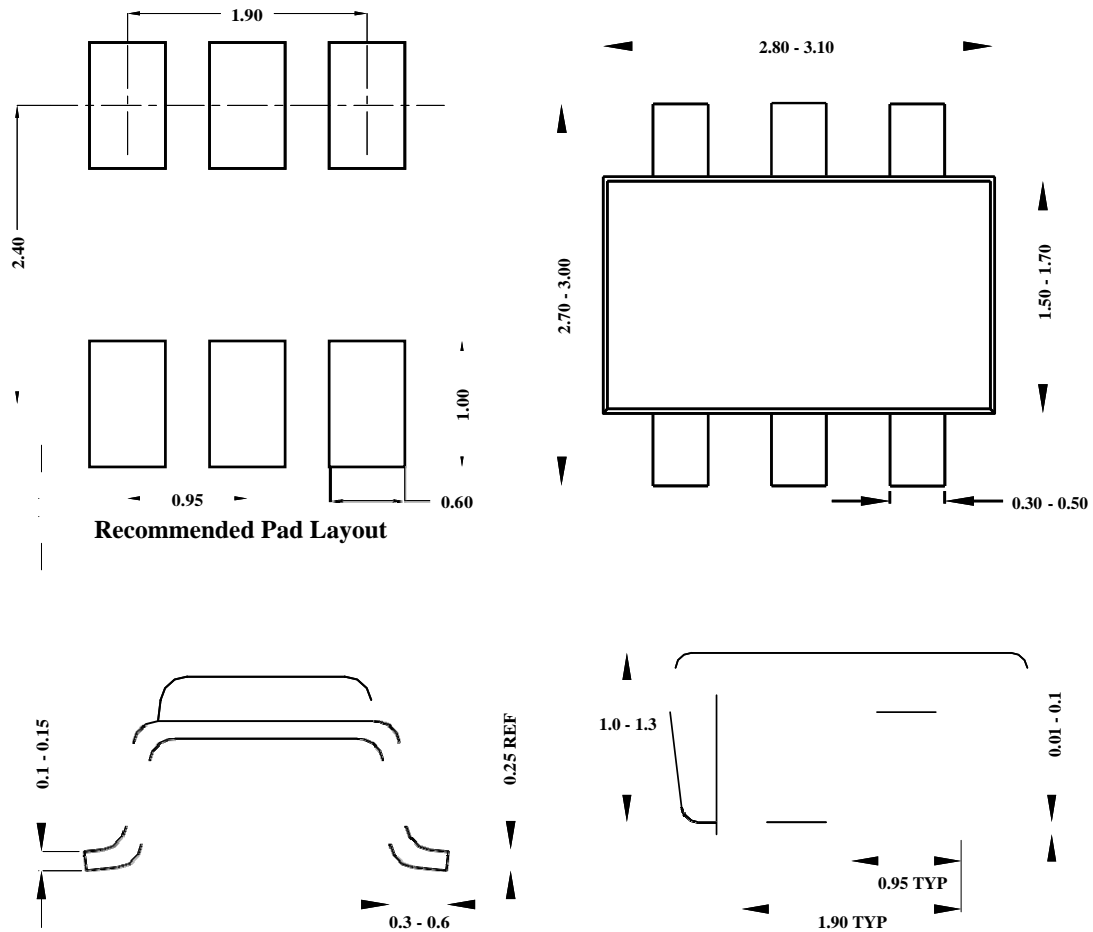 1.90
2.80 - 3.10
2.40
2.70 - 3.00
1.50 - 1.70
1.00
0.95
0.60
0.30 - 0.50
Recommended Pad Layout
0.1 - 0.15
0.25 REF
1.0 - 1.3
0.01 - 0.1
0.3 - 0.6
0.95 TYP
1.90 TYP